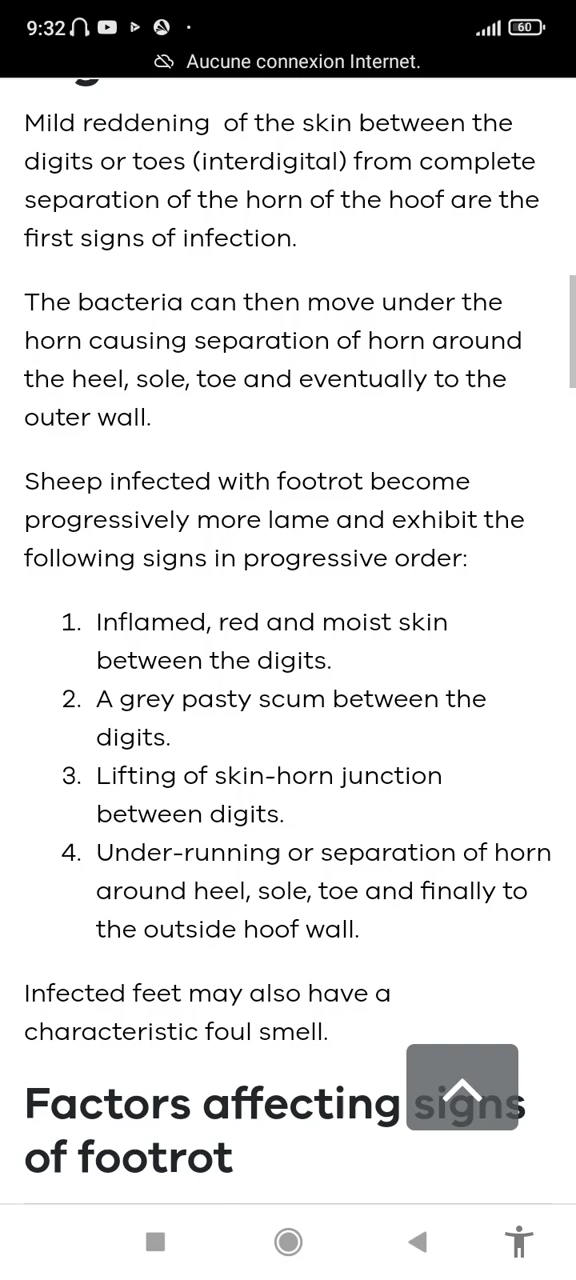 9:32
60
Aucune connexion Internet.
Mild reddening of the skin between the
digits or toes (interdigital) from complete
separation of the horn of the hoof are the
first signs of infection.
The bacteria can then move under the
horn causing separation of horn around
the heel, sole, toe and eventually to the
outer wall.
Sheep infected with footrot become
progressively more lame and exhibit the
following signs in progressive order:
1. Inflamed, red and moist skin
between the digits.
2. A grey pasty scum between the
digits.
3. Lifting of skin-horn junction
between digits.
4. Under-running or separation of horn
around heel, sole, toe and finally to
the outside hoof wall.
Infected feet may also have a
characteristic foul smell.
Factors affecting signs
of footrot